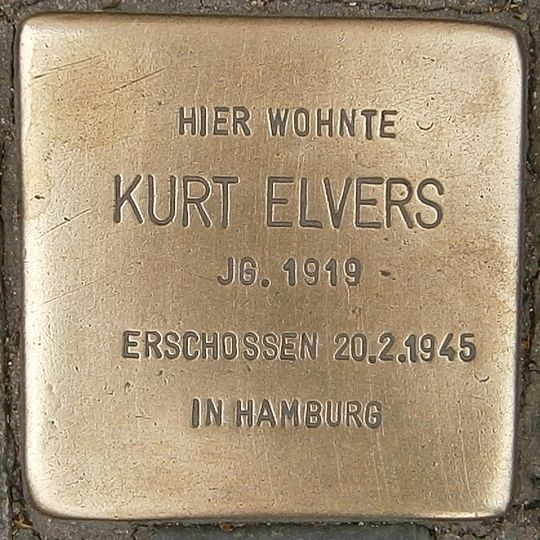 HIER WOHNTE
KURT ELVERS
JG. 1919
ERSCHOSSEN 20.2.1945
IN HAMBURG